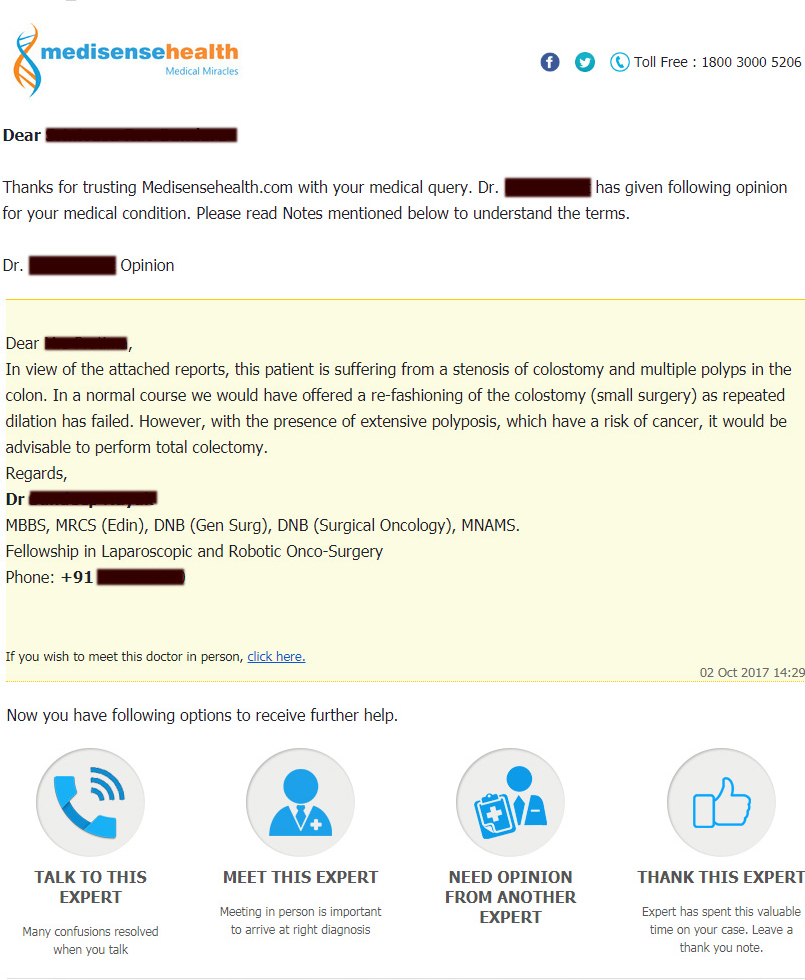 medisensehealth
Medical Miracles
Toll Free : 1800 3000 5206
Dear
Thanks for trusting Medisensehealth.com with your medical query. Dr. has given following opinion
for your medical condition. Please read Notes mentioned below to understand the terms.
Dr. Opinion
Dear ,
In view of the attached reports, this patient is suffering from a stenosis of colostomy and multiple polyps in the
colon. In a normal course we would have offered a re-fashioning of the colostomy (small surgery) as repeated
dilation has failed. However, with the presence of extensive polyposis, which have a risk of cancer, it would be
advisable to perform total colectomy.
Regards,
Dr
MBBS, MRCS (Edin), DNB (Gen Surg), DNB (Surgical Oncology), MNAMS.
Fellowship in Laparoscopic and Robotic Onco-Surgery
Phone: +91
If you wish to meet this doctor in person, click here.
02 Oct 2017 14:29
Now you have following options to receive further help.
TALK TO THIS
EXPERT
Many confusions resolved
when you talk
MEET THIS EXPERT
Meeting in person is important
to arrive at right diagnosis
NEED OPINION
FROM ANOTHER
EXPERT
THANK THIS EXPERT
Expert has spent this valuable
time on your case. Leave a
thank you note.